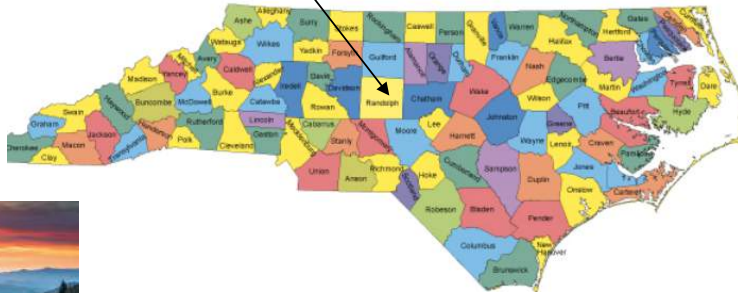 Alleghany
Ashe Surry Stokes Rockingham Caswell Person Granville Vance Warren Northampton Gates
Hertford
Halifax
Watauga Wilkes Yadkin Forsyth Guilford Alamance Orange Durham Franklin Bertie
Mitchell Avery Nash
Madison Yancey Caldwell Alexander Davie Edgecombe Martin Washington Tyrrell Dare
Iredell Davidson Randolph Chatham Wake Wilson
Buncombe McDowell Burke Catawba Rowan Johnston Pitt Beaufort Hyde
Swain Haywood Rutherford Lincoln Lee Greene
Graham Jackson Henderson Cabarrus Montgomery Moore Harnett Wayne Craven
Cherokee Macon Transylvania Polk Cleveland Gaston Mecklenburg Stanly Lenoir Pamlico
Clay Richmond Hoke Cumberland Sampson Jones
Union Anson Scotland Duplin Carteret
Onslow
Robeson Bladen Pender
Columbus New
Hanover
Brunswick